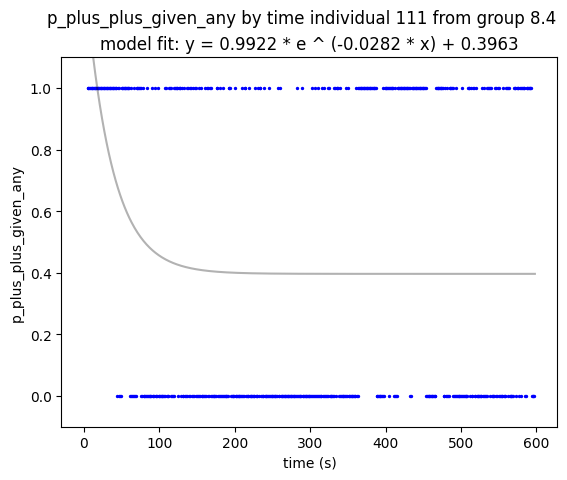 p_plus_plus_given_any by time individual 111 from group 8.4
model fit: y = 0.9922 * e ^ (-0.0282 * x) + 0.3963
p_plus_plus_given_any
1.0
0.8
0.6
0.4
0.2
0.0
0 100 200 300 400 500 600
time (s)